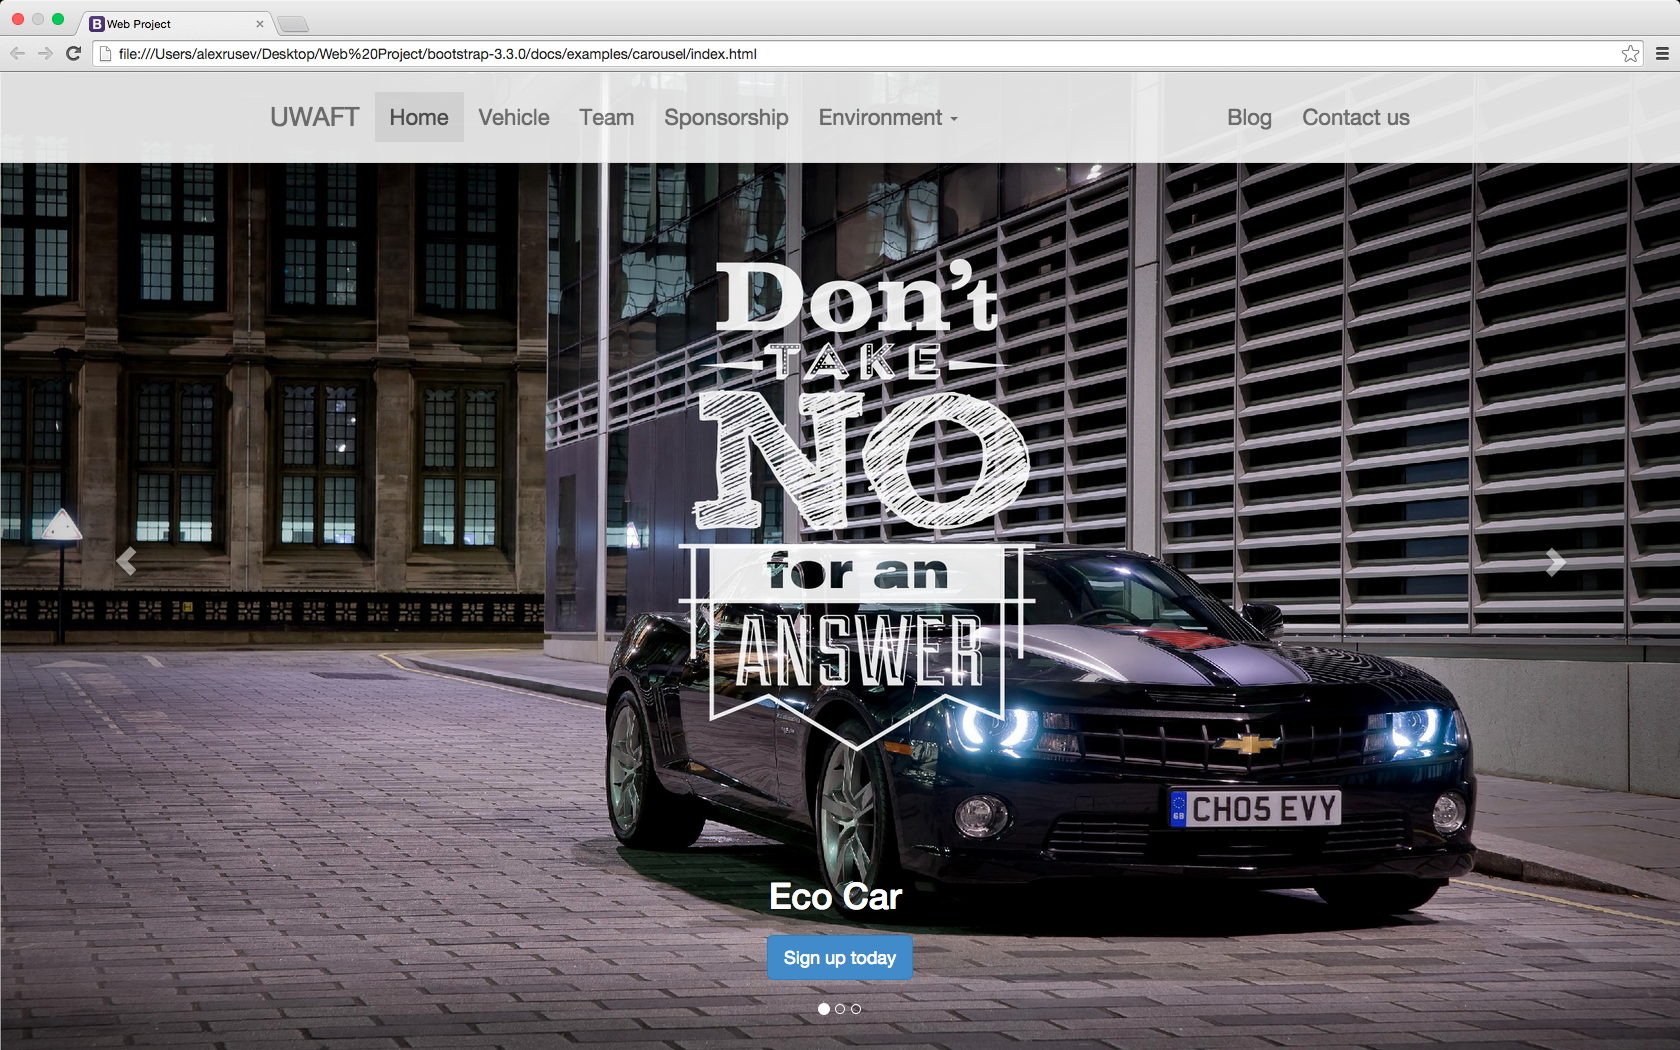 Web Project
file:///Users/alexrusev/Desktop/Web%20Project/bootstrap-3.3.0/docs/examples/carousel/index.html
UWAFT Home Vehicle Team Sponsorship Environment Blog Contact us
Don't
TAKE
NO
for an
ANSWER
GB CH05 EVY
Eco Car
Sign up today